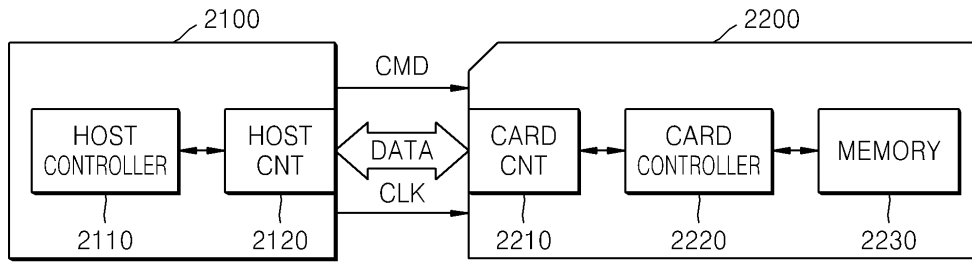 2100
2200
CMD
HOST
CONTROLLER
HOST
CNT
DATA
CARD
CNT
CARD
CONTROLLER
MEMORY
CLK
2110
2120
2210
2220
2230